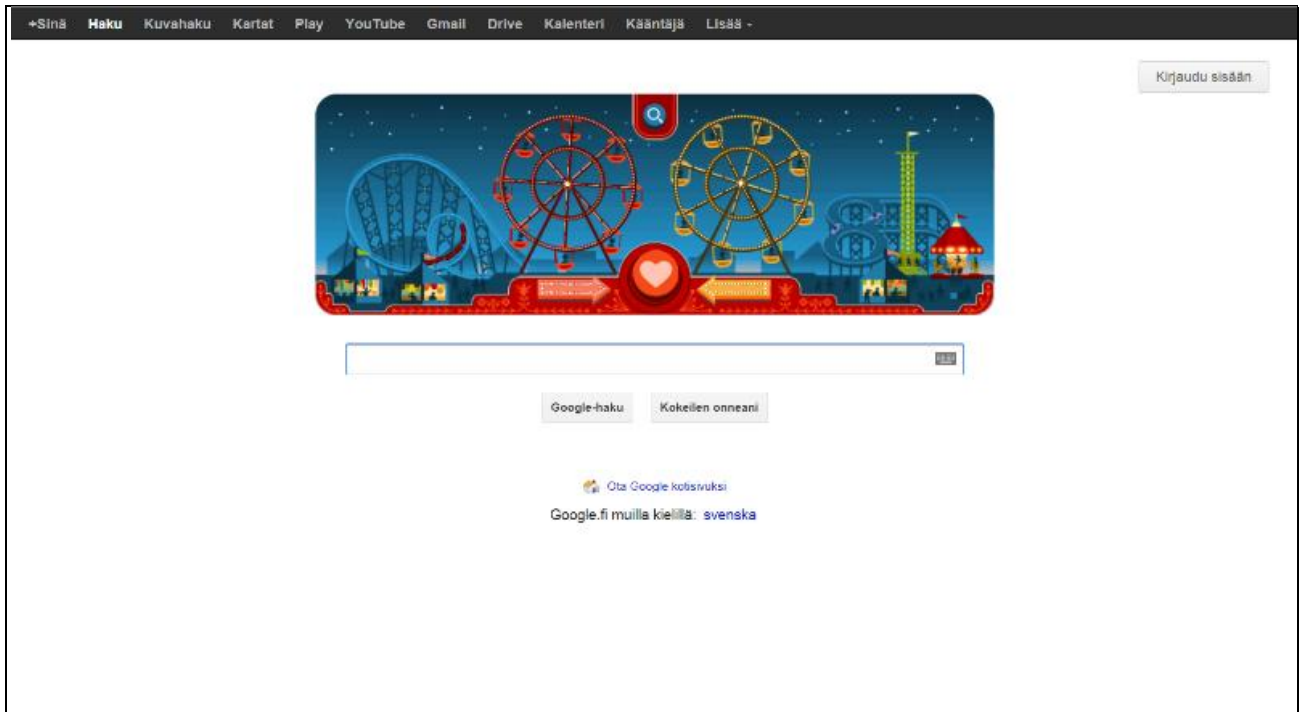 +Sinä Haku Kuvahaku Kartat Play YouTube Gmail Drive Kalenteri Kääntäjä Lisää
Kirjaudu sisään
Google-haku Kokeilen onneani
Ota Google kotisivuksi
Google.fi muilla kielillä: svenska